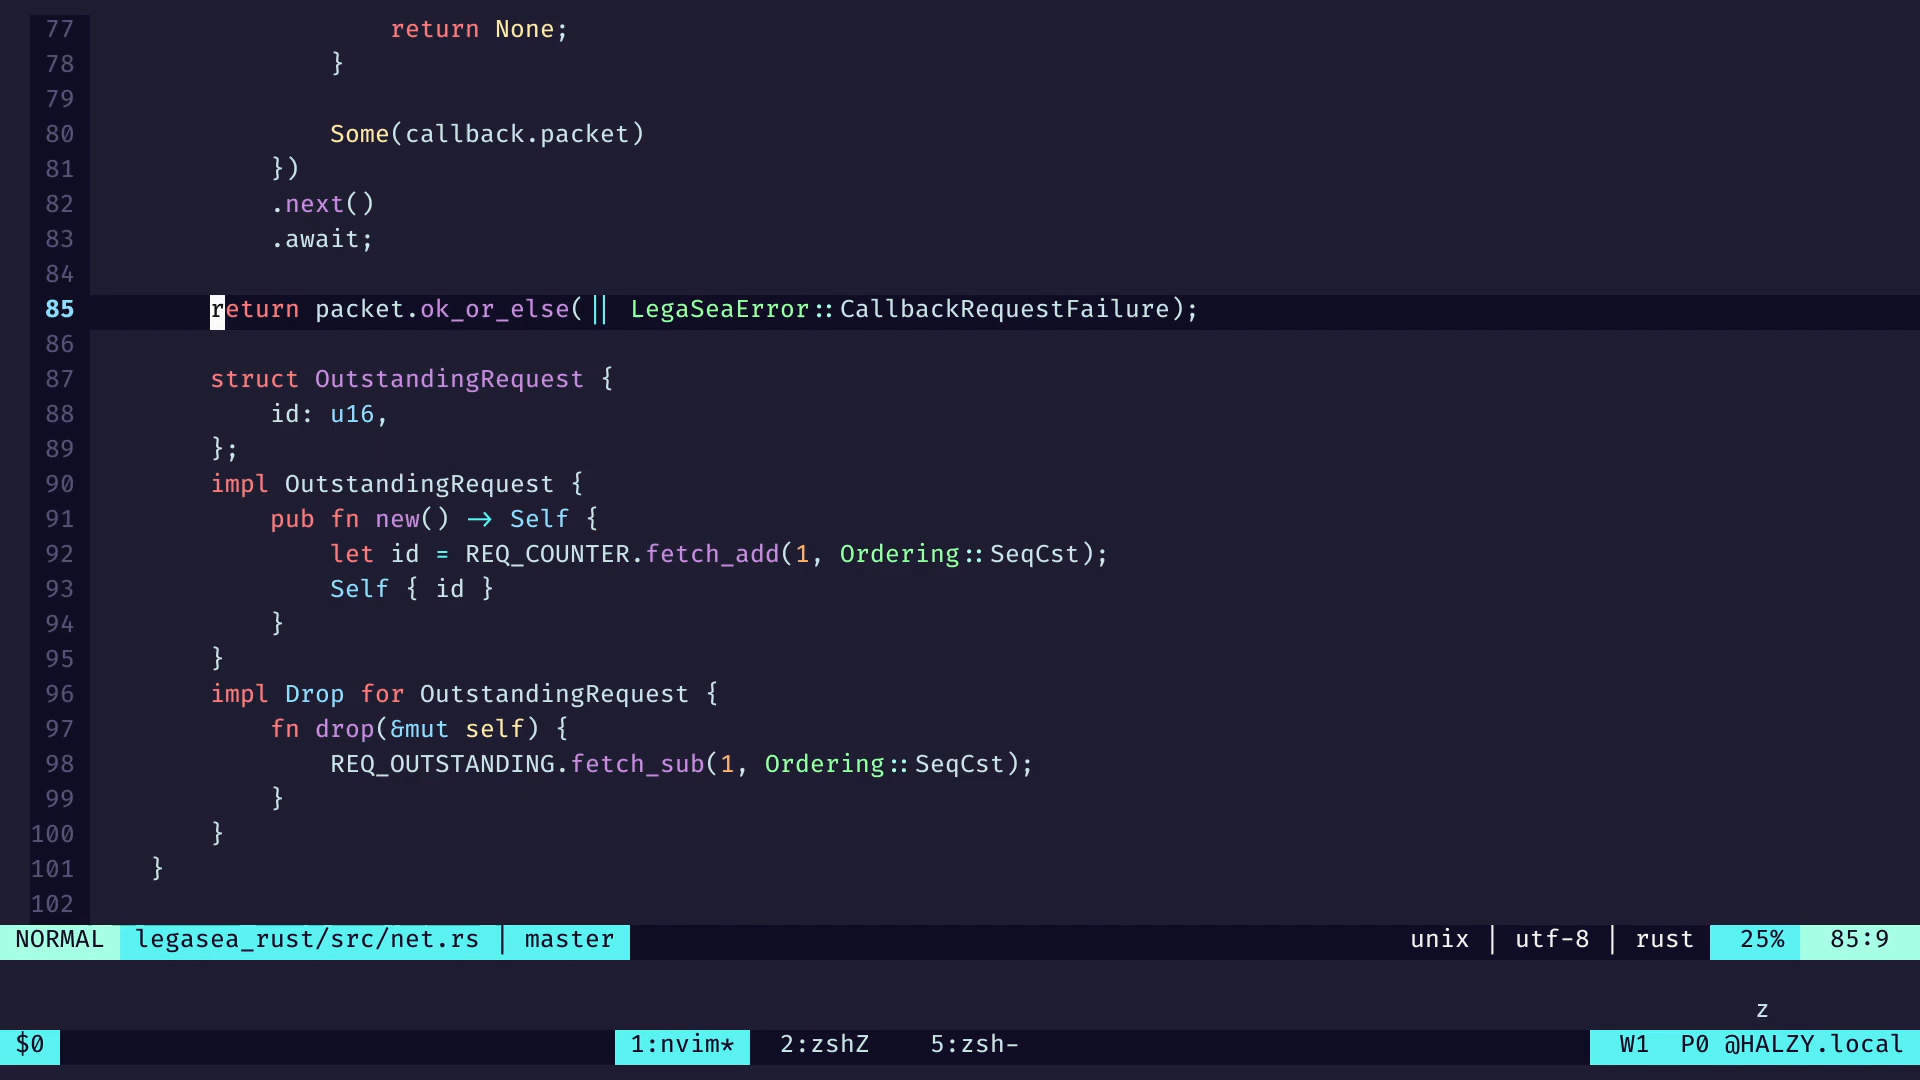 77                     return None;
78                 }
79
80                 Some(callback.packet)
81             })
82             .next()
83             .await;
84
85         return packet.ok_or_else(|| LegaSeaError::CallbackRequestFailure);
86
87         struct OutstandingRequest {
88             id: u16,
89         };
90         impl OutstandingRequest {
91             pub fn new() -> Self {
92                 let id = REQ_COUNTER.fetch_add(1, Ordering::SeqCst);
93                 Self { id }
94             }
95         }
96         impl Drop for OutstandingRequest {
97             fn drop(&mut self) {
98                 REQ_OUTSTANDING.fetch_sub(1, Ordering::SeqCst);
99             }
100         }
101     }
102
NORMAL legasea_rust/src/net.rs | master unix | utf-8 | rust 25% 85:9
z
$0 1:nvim* 2:zshZ 5:zsh- W1 P0 @HALZY.local